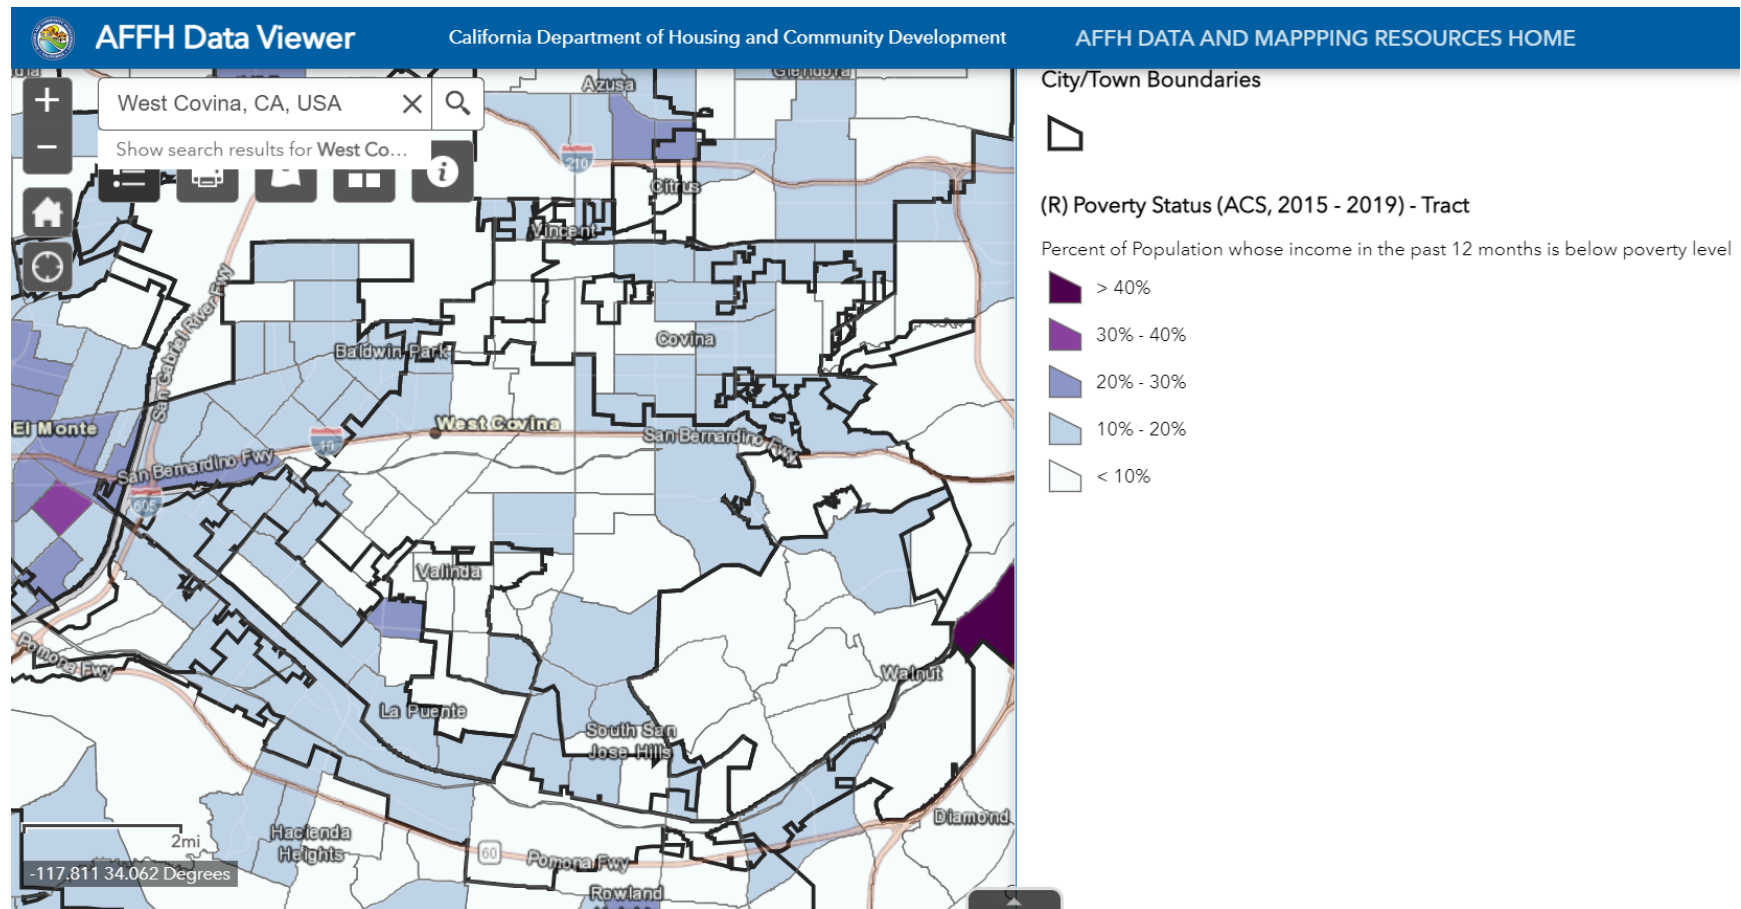 AFFH Data Viewer
California Department of Housing and Community Development
AFFH DATA AND MAPPPING RESOURCES HOME
West Covina, CA, USA
Show search results for West Co...
Azusa
Glendora
210
Citrus
Vincent
San Gabriel River Fwy
Baldwin Park
Covina
El Monte
West Covina
10
San Bernardino Fwy
San Bernardino Fwy
605
Valinda
Pomona Fwy
Walnut
La Puente
South San
Jose Hills
Diamond
Hacienda
Heights
2mi
60
Pomona Fwy
-117.811 34.062 Degrees
Rowland
City/Town Boundaries
(R) Poverty Status (ACS, 2015 - 2019) - Tract
Percent of Population whose income in the past 12 months is below poverty level
> 40%
30% - 40%
20% - 30%
10% - 20%
< 10%